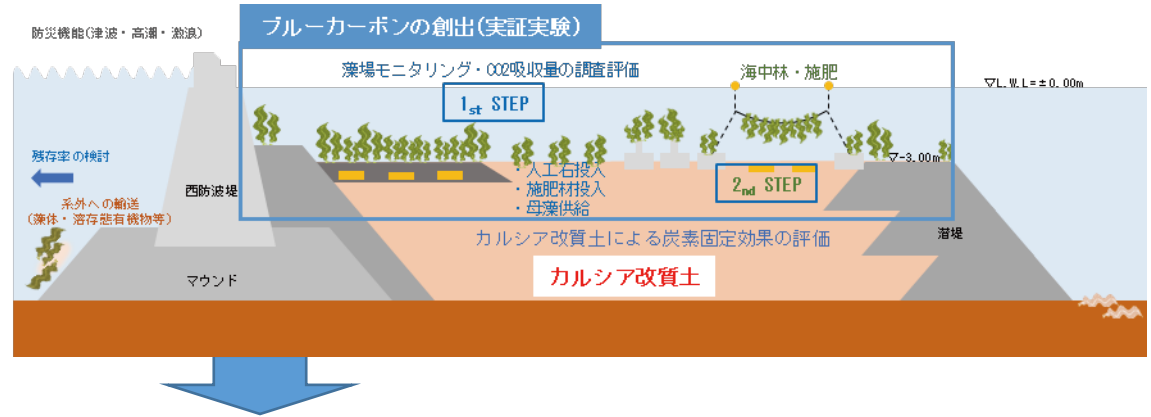 ブルーカーボンの創出(実証実験)
防災機能(津波・高潮・激浪)
藻場モニタリング・CO2吸収量の調査評価
海中林・施肥
▽L.W.L=±0.00m
1st STEP
残存率の検討
▽-3.00m
・人工石投入
・施肥材投入
・母藻供給
2nd STEP
西防波堤
系外への輸送
(藻体・溶存態有機物等)
カルシア改質土による炭素固定効果の評価
潜堤
マウンド
カルシア改質土